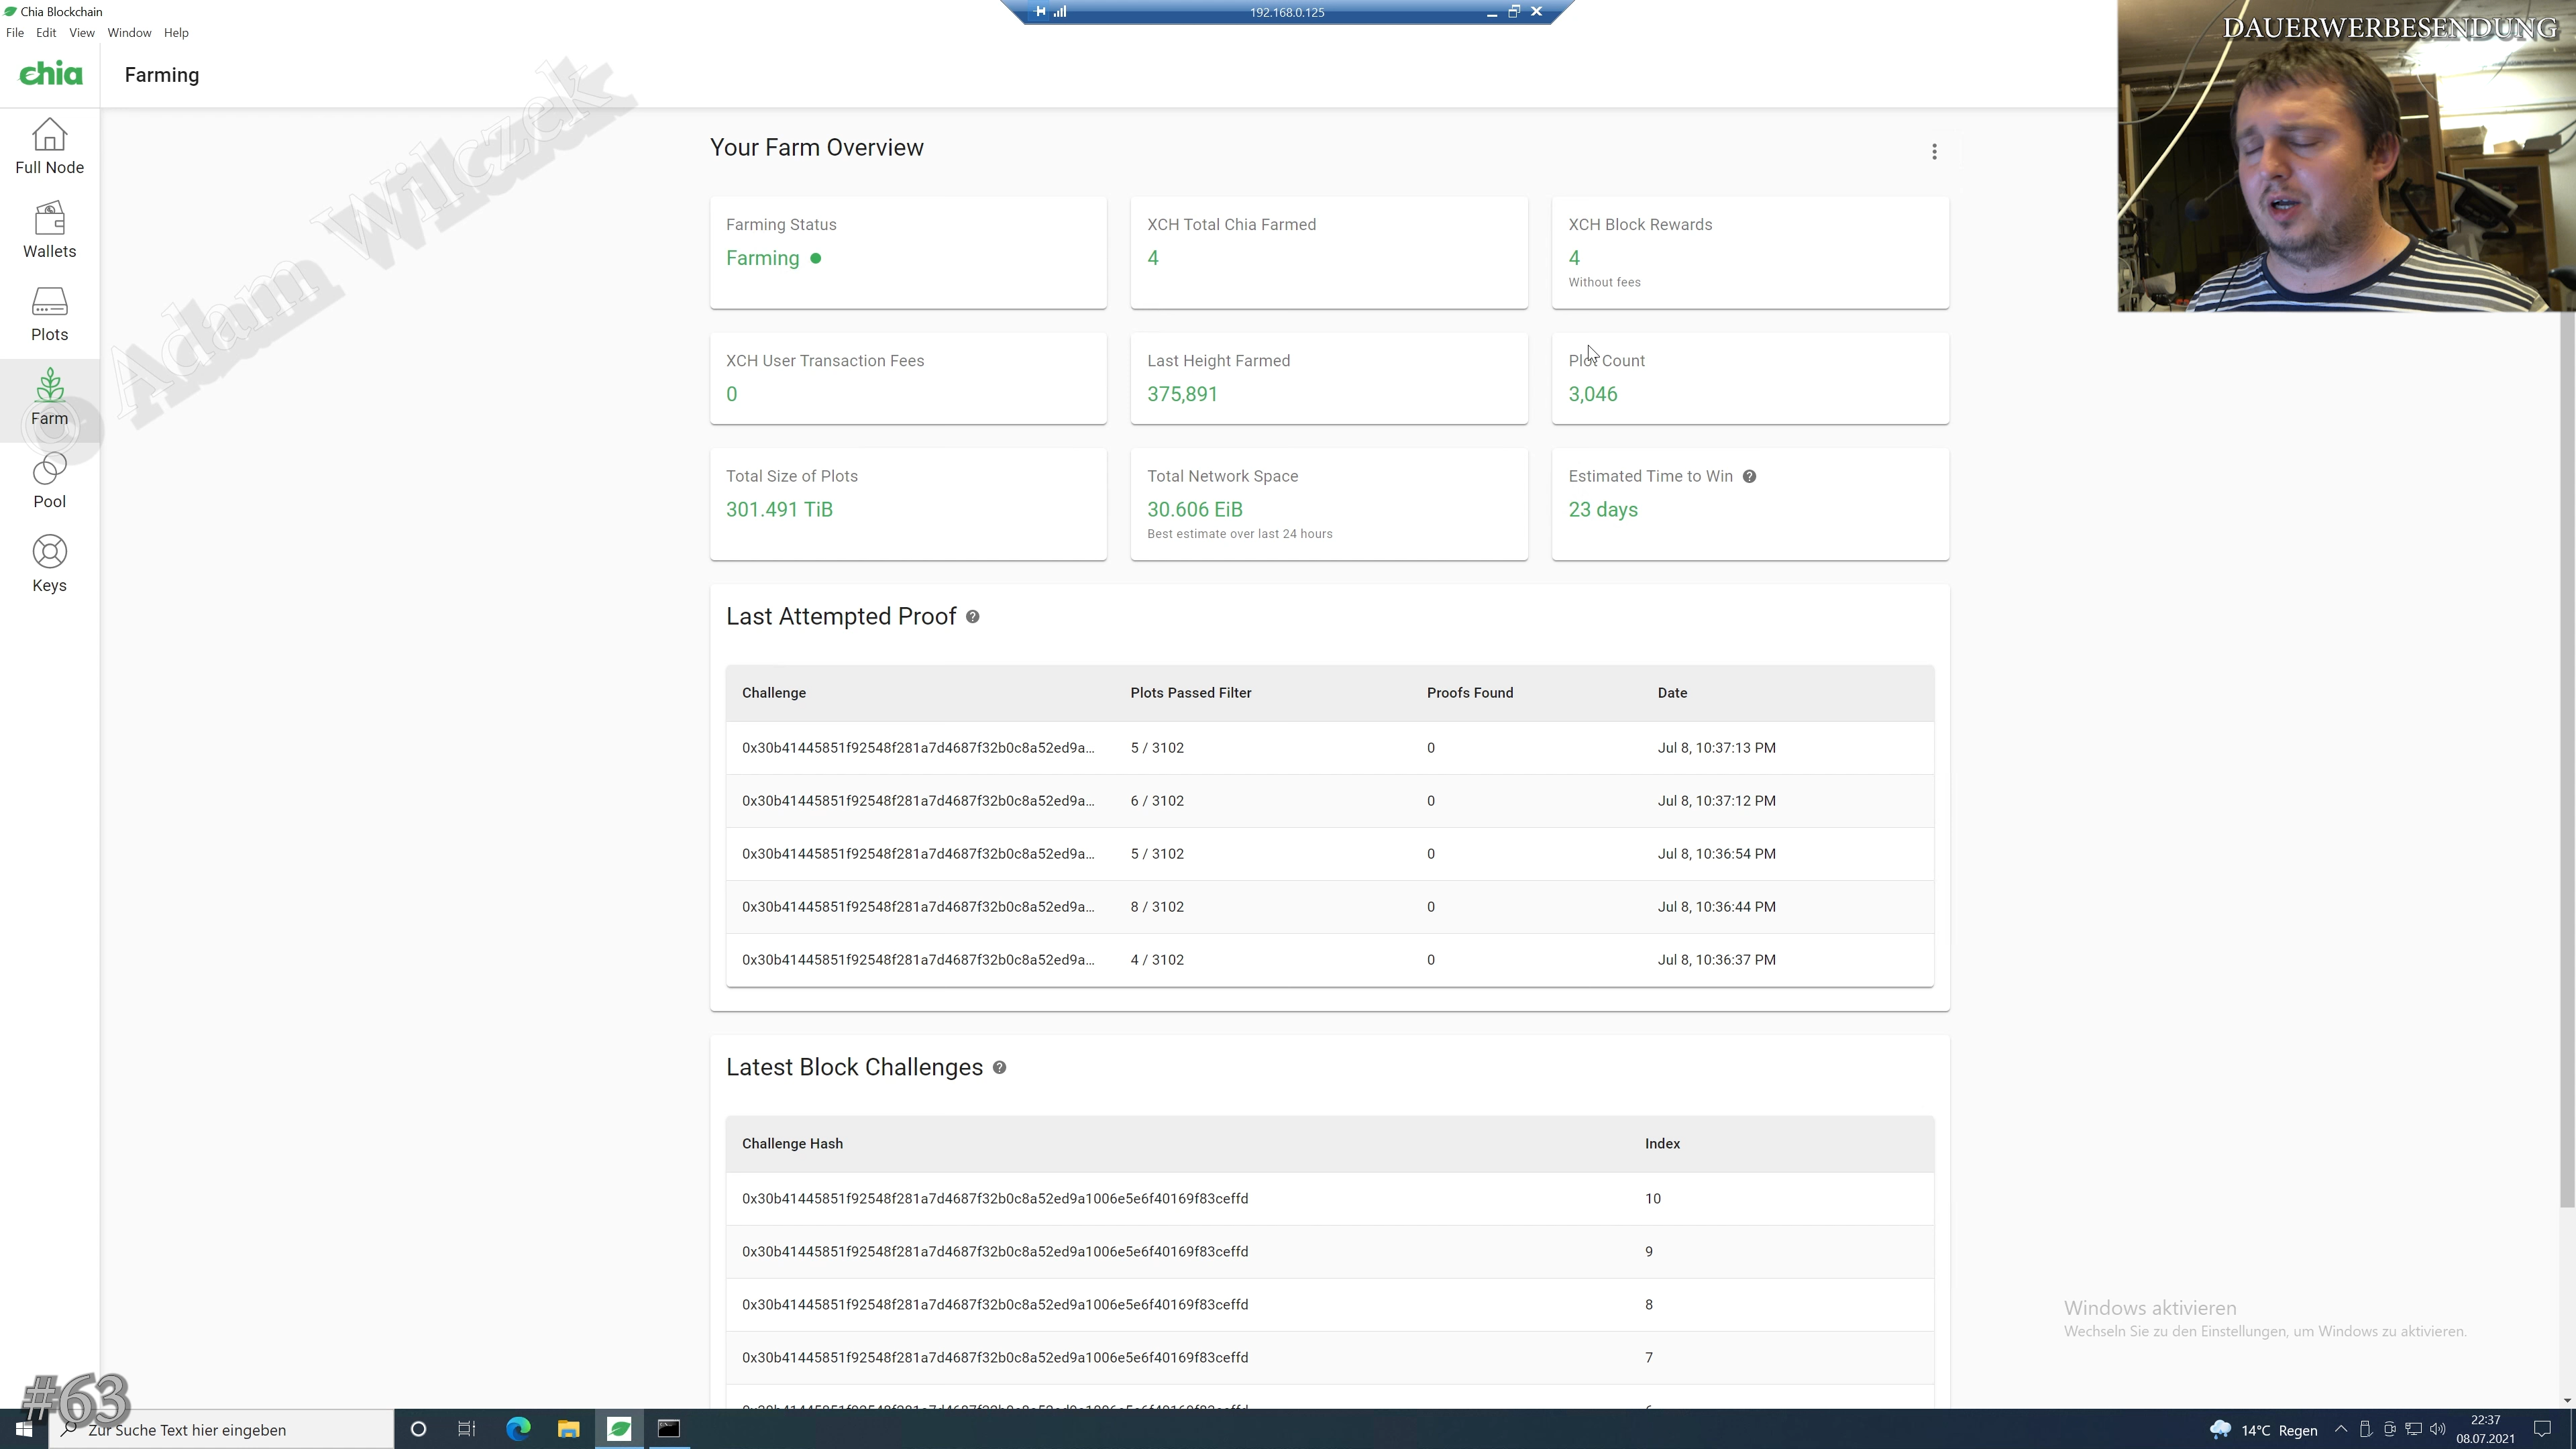 Chia Blockchain
192.168.0.125
DAUERWERBESENDUNG
File Edit View Window Help
chia
Farming
© Adam Wilczek
Full Node
Wallets
Plots
Farm
Pool
Keys
Your Farm Overview
Farming Status
Farming
XCH Total Chia Farmed
4
XCH Block Rewards
4
Without fees
XCH User Transaction Fees
0
Last Height Farmed
375,891
Plot Count
3,046
Total Size of Plots
301.491 TiB
Total Network Space
30.606 EiB
Best estimate over last 24 hours
Estimated Time to Win
23 days
Last Attempted Proof
Challenge Plots Passed Filter Proofs Found Date
0x30b41445851f92548f281a7d4687f32b0c8a52ed9a... 5 / 3102 0 Jul 8, 10:37:13 PM
0x30b41445851f92548f281a7d4687f32b0c8a52ed9a... 6 / 3102 0 Jul 8, 10:37:12 PM
0x30b41445851f92548f281a7d4687f32b0c8a52ed9a... 5 / 3102 0 Jul 8, 10:36:54 PM
0x30b41445851f92548f281a7d4687f32b0c8a52ed9a... 8 / 3102 0 Jul 8, 10:36:44 PM
0x30b41445851f92548f281a7d4687f32b0c8a52ed9a... 4 / 3102 0 Jul 8, 10:36:37 PM
Latest Block Challenges
Challenge Hash Index
0x30b41445851f92548f281a7d4687f32b0c8a52ed9a1006e5e6f40169f83ceffd 10
0x30b41445851f92548f281a7d4687f32b0c8a52ed9a1006e5e6f40169f83ceffd 9
0x30b41445851f92548f281a7d4687f32b0c8a52ed9a1006e5e6f40169f83ceffd 8
0x30b41445851f92548f281a7d4687f32b0c8a52ed9a1006e5e6f40169f83ceffd 7
Windows aktivieren
Wechseln Sie zu den Einstellungen, um Windows zu aktivieren.
#63
Zur Suche Text hier eingeben
14°C Regen
22:37
08.07.2021